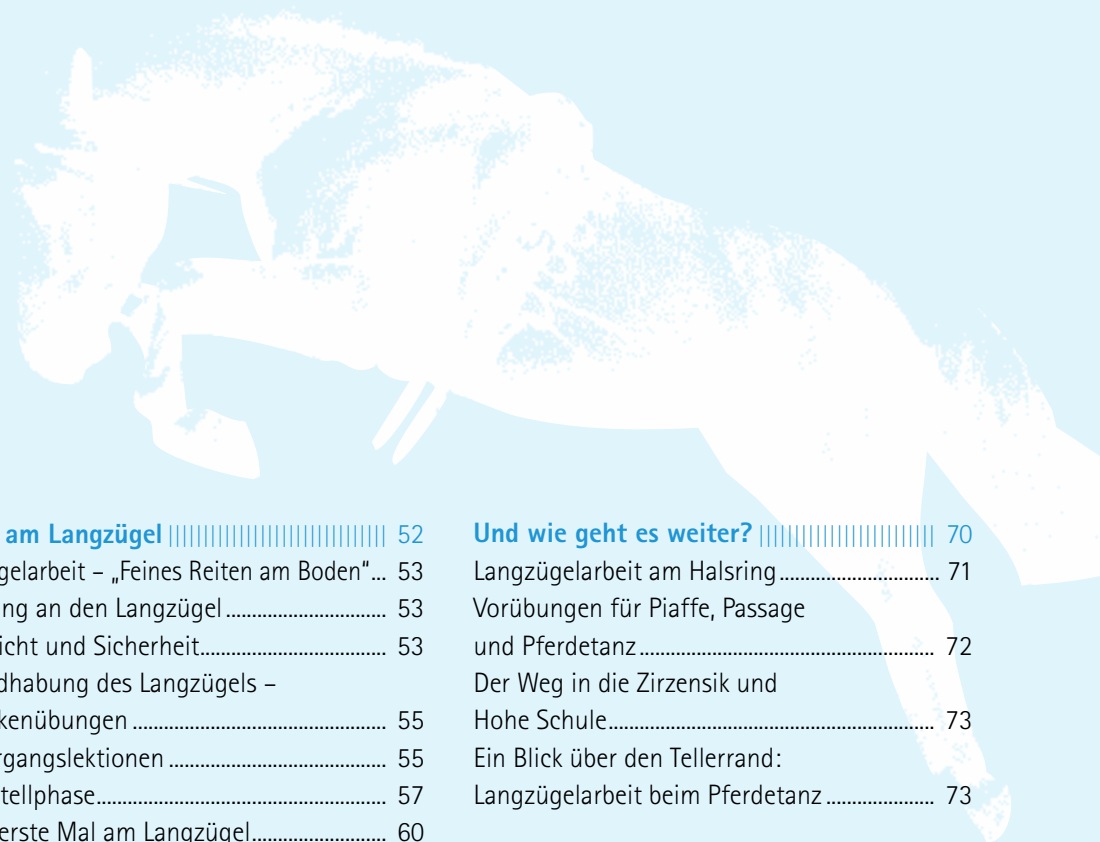 am Langzügel |||||||||||||||||||||||||||||| 52
gelarbeit – „Feines Reiten am Boden“... 53
ng an den Langzügel ............................... 53
icht und Sicherheit.................................... 53
dhabung des Langzügels –
kenübungen ................................................. 55
rgangslektionen .......................................... 55
tellphase........................................................ 57
erste Mal am Langzügel.......................... 60
Und wie geht es weiter? |||||||||||||||||||||||| 70
Langzügelarbeit am Halsring ............................... 71
Vorübungen für Piaffe, Passage
und Pferdetanz ......................................................... 72
Der Weg in die Zirzensik und
Hohe Schule............................................................... 73
Ein Blick über den Tellerrand:
Langzügelarbeit beim Pferdetanz ..................... 73